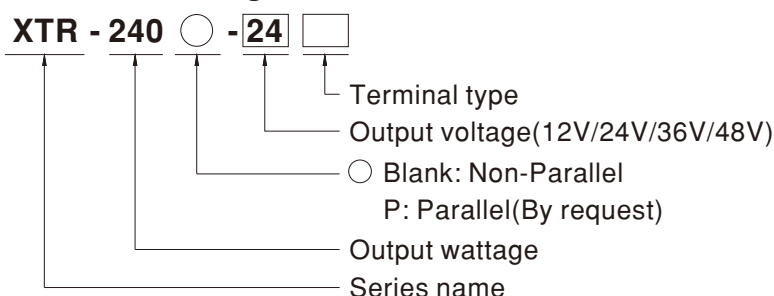 XTR - 240 ○ - 24
Terminal type
Output voltage(12V/24V/36V/48V)
○ Blank: Non-Parallel
P: Parallel(By request)
Output wattage
Series name